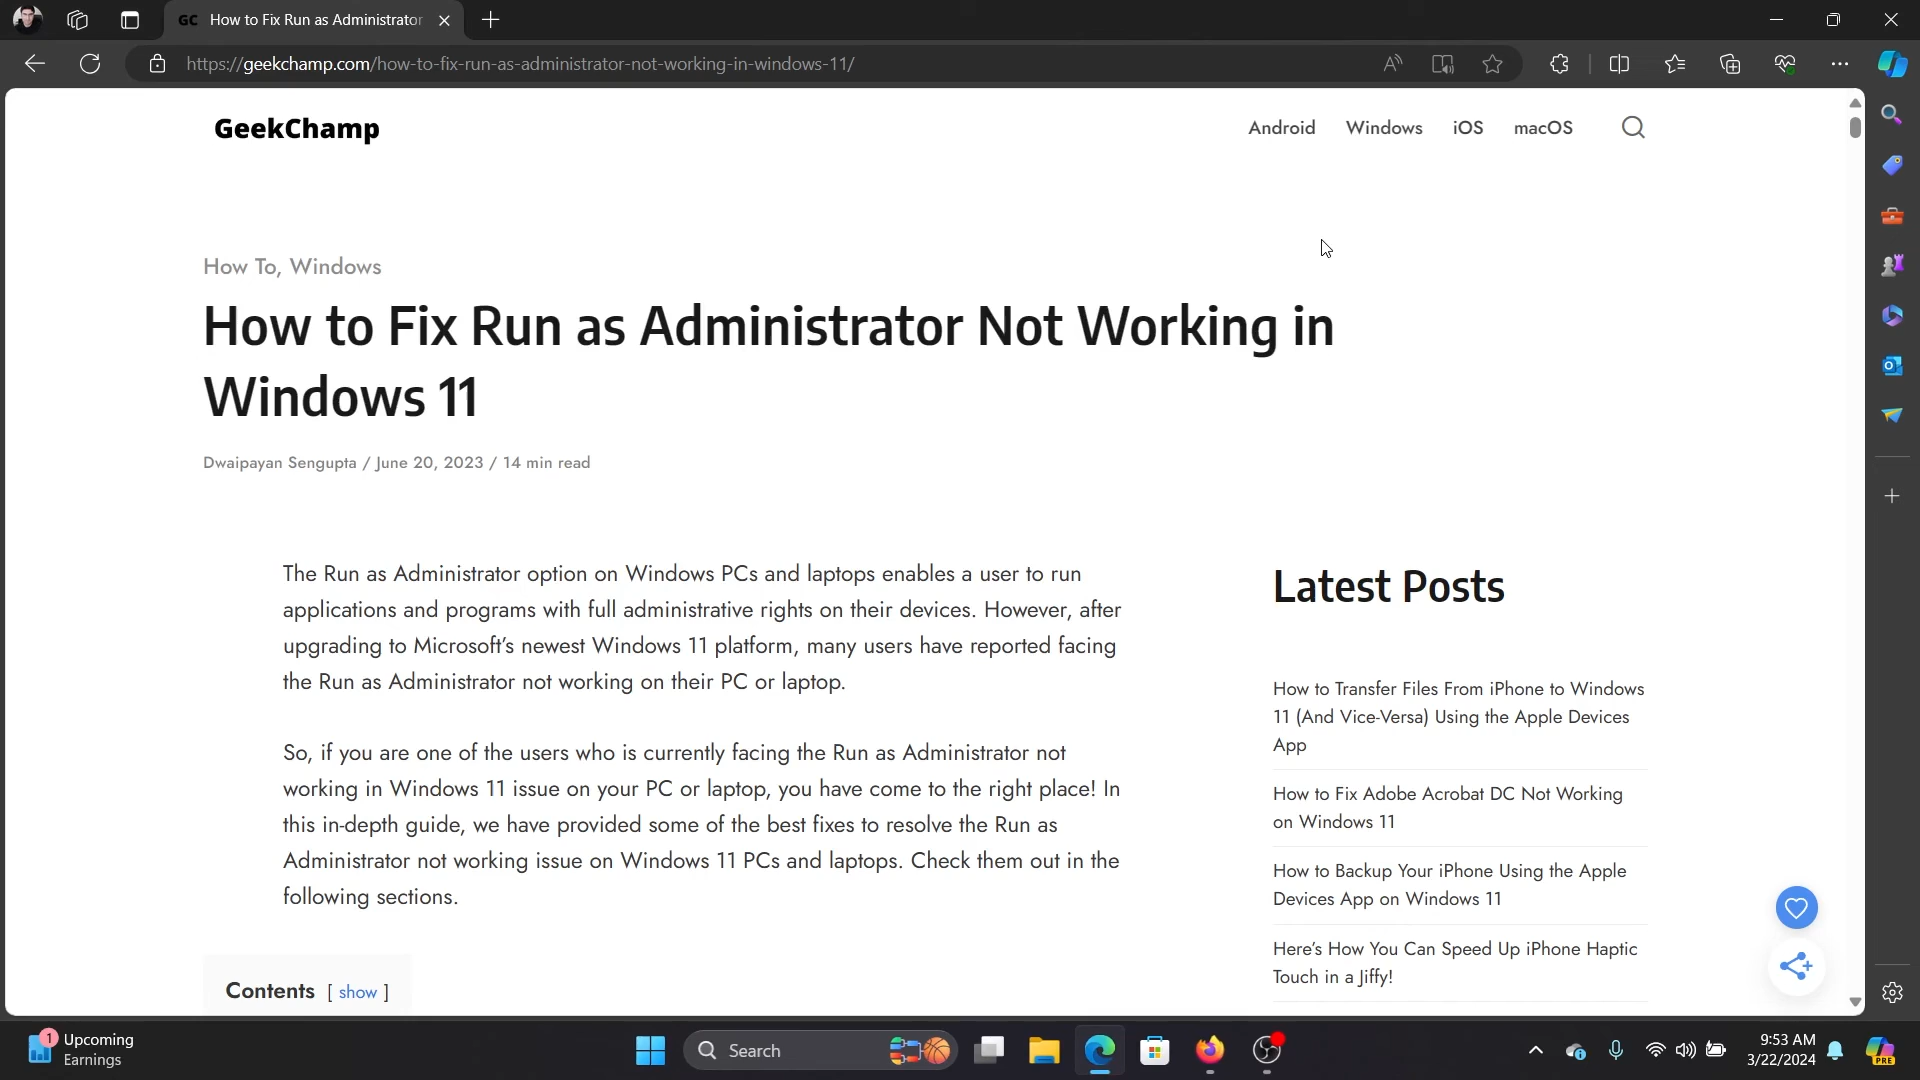 GC How to Fix Run as Administrator
https://geekchamp.com/how-to-fix-run-as-administrator-not-working-in-windows-11/
GeekChamp
Android Windows iOS macOS
How To, Windows
How to Fix Run as Administrator Not Working in
Windows 11
Dwaipayan Sengupta / June 20, 2023 / 14 min read
The Run as Administrator option on Windows PCs and laptops enables a user to run
applications and programs with full administrative rights on their devices. However, after
upgrading to Microsoft's newest Windows 11 platform, many users have reported facing
the Run as Administrator not working on their PC or laptop.
So, if you are one of the users who is currently facing the Run as Administrator not
working in Windows 11 issue on your PC or laptop, you have come to the right place! In
this in-depth guide, we have provided some of the best fixes to resolve the Run as
Administrator not working issue on Windows 11 PCs and laptops. Check them out in the
following sections.
Contents [ show ]
Latest Posts
How to Transfer Files From iPhone to Windows
11 (And Vice-Versa) Using the Apple Devices
App
How to Fix Adobe Acrobat DC Not Working
on Windows 11
How to Backup Your iPhone Using the Apple
Devices App on Windows 11
Here's How You Can Speed Up iPhone Haptic
Touch in a Jiffy!
1 Upcoming
Earnings
Search
9:53 AM
3/22/2024
PRE